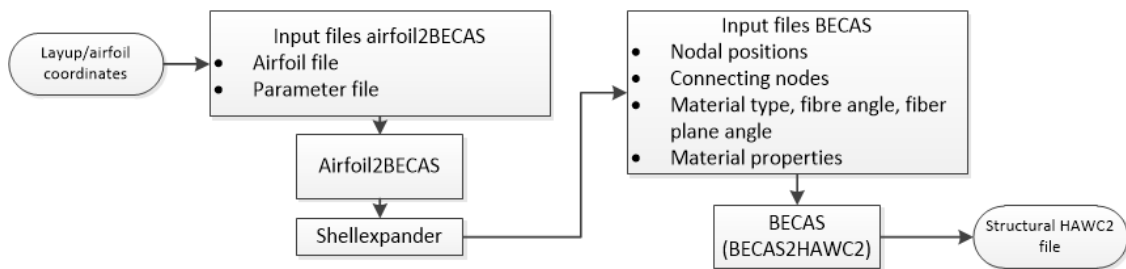 Layup/airfoil
coordinates
Input files airfoil2BECAS
• Airfoil file
• Parameter file
Airfoil2BECAS
Shellexpander
Input files BECAS
• Nodal positions
• Connecting nodes
• Material type, fibre angle, fiber
plane angle
• Material properties
BECAS
(BECAS2HAWC2)
Structural HAWC2
file